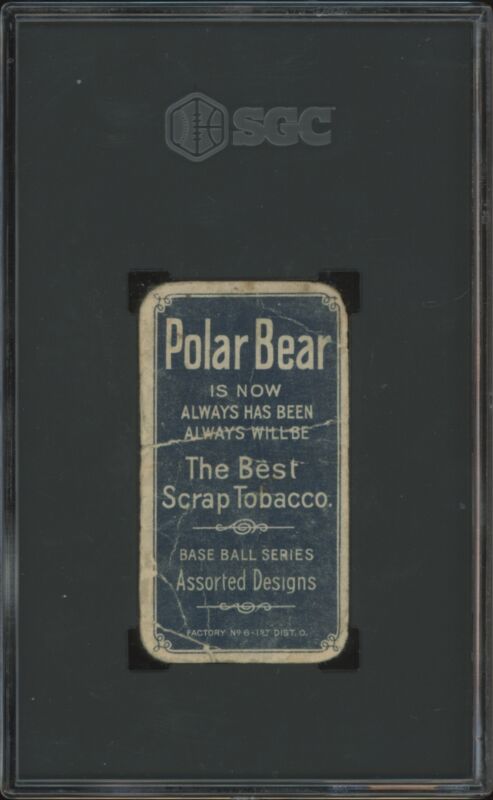 SGC
Polar Bear
IS NOW
ALWAYS HAS BEEN
ALWAYS WILL BE
The Best
Scrap Tobacco.
BASE BALL SERIES
Assorted Designs
FACTORY Nº 6-1ST DIST. O.